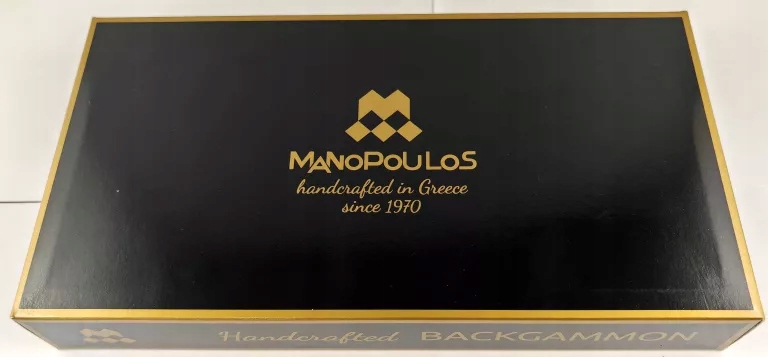 MANOPOULOS
handcrafted in Greece
since 1970
Handcrafted BACKGAMMON